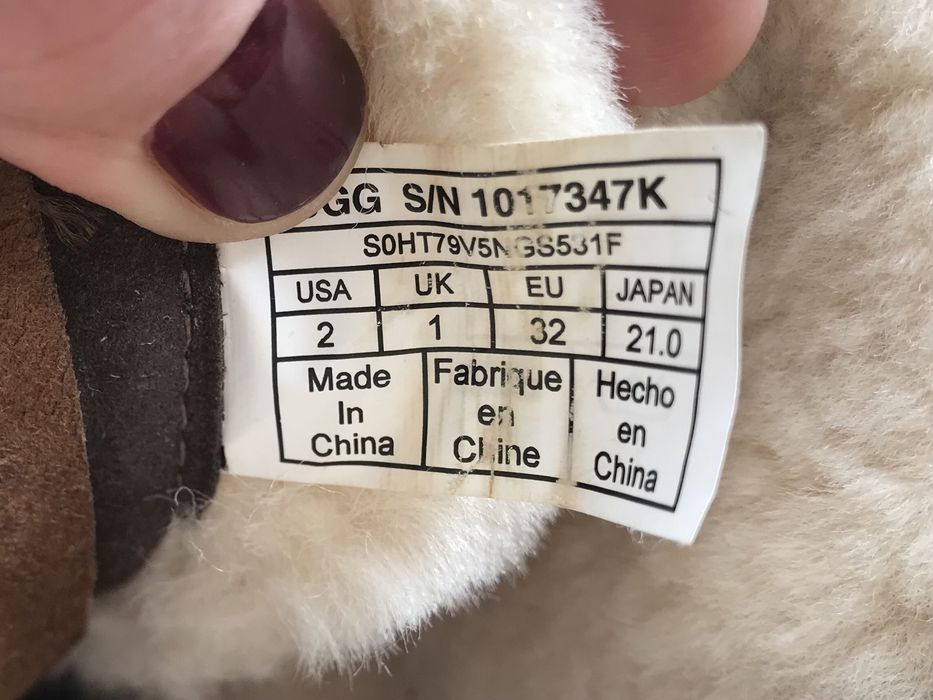 GG S/N 1017347K
S0HT79V5NGS531F
USA UK EU JAPAN
2 1 32 21.0
Made In China
Fabrique en Chine
Hecho en China